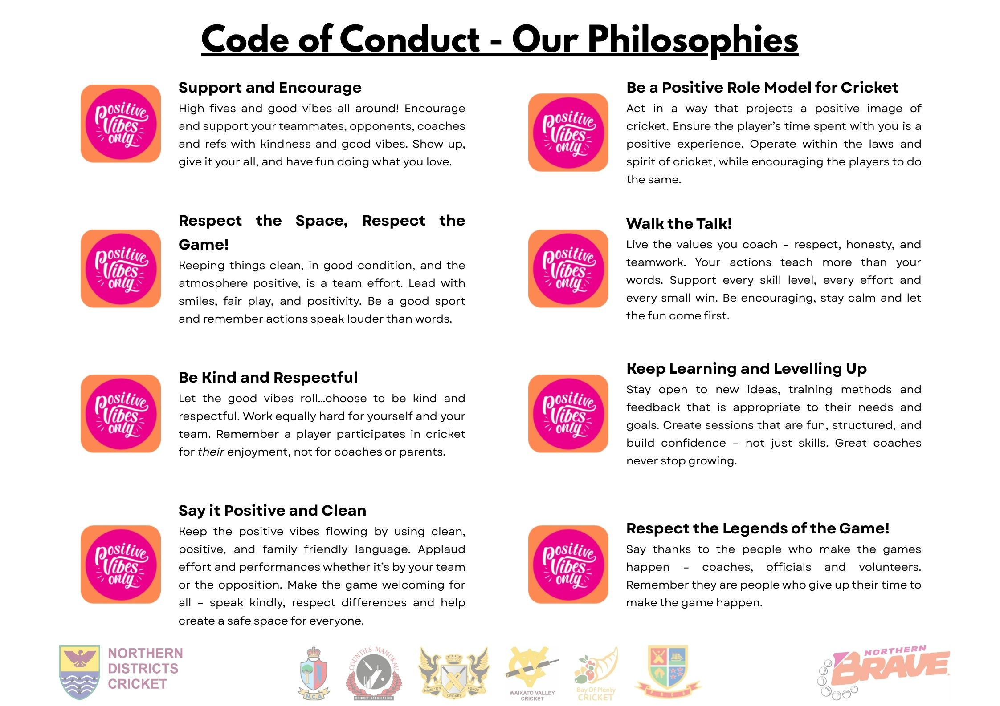 Code of Conduct - Our Philosophies
positive
Vibes
only
Support and Encourage
High fives and good vibes all around! Encourage
and support your teammates, opponents, coaches
and refs with kindness and good vibes. Show up,
give it your all, and have fun doing what you love.
positive
Vibes
only
Respect the Space, Respect the
Game!
Keeping things clean, in good condition, and the
atmosphere positive, is a team effort. Lead with
smiles, fair play, and positivity. Be a good sport
and remember actions speak louder than words.
positive
Vibes
only
Be Kind and Respectful
Let the good vibes roll...choose to be kind and
respectful. Work equally hard for yourself and your
team. Remember a player participates in cricket
for their enjoyment, not for coaches or parents.
positive
Vibes
only
Say it Positive and Clean
Keep the positive vibes flowing by using clean,
positive, and family friendly language. Applaud
effort and performances whether it’s by your team
or the opposition. Make the game welcoming for
all – speak kindly, respect differences and help
create a safe space for everyone.
positive
Vibes
only
Be a Positive Role Model for Cricket
Act in a way that projects a positive image of
cricket. Ensure the player’s time spent with you is a
positive experience. Operate within the laws and
spirit of cricket, while encouraging the players to do
the same.
positive
Vibes
only
Walk the Talk!
Live the values you coach – respect, honesty, and
teamwork. Your actions teach more than your
words. Support every skill level, every effort and
every small win. Be encouraging, stay calm and let
the fun come first.
positive
Vibes
only
Keep Learning and Levelling Up
Stay open to new ideas, training methods and
feedback that is appropriate to their needs and
goals. Create sessions that are fun, structured, and
build confidence – not just skills. Great coaches
never stop growing.
positive
Vibes
only
Respect the Legends of the Game!
Say thanks to the people who make the games
happen – coaches, officials and volunteers.
Remember they are people who give up their time to
make the game happen.
NORTHERN
DISTRICTS
CRICKET
N.C.A
COUNTIES MANUKAU
CRICKET ASSOCIATION
HAMILTON CRICKET ASSOC
WAIKATO VALLEY
CRICKET
Bay Of Plenty
CRICKET
P B C A
NORTHERN
BRAVE
TM